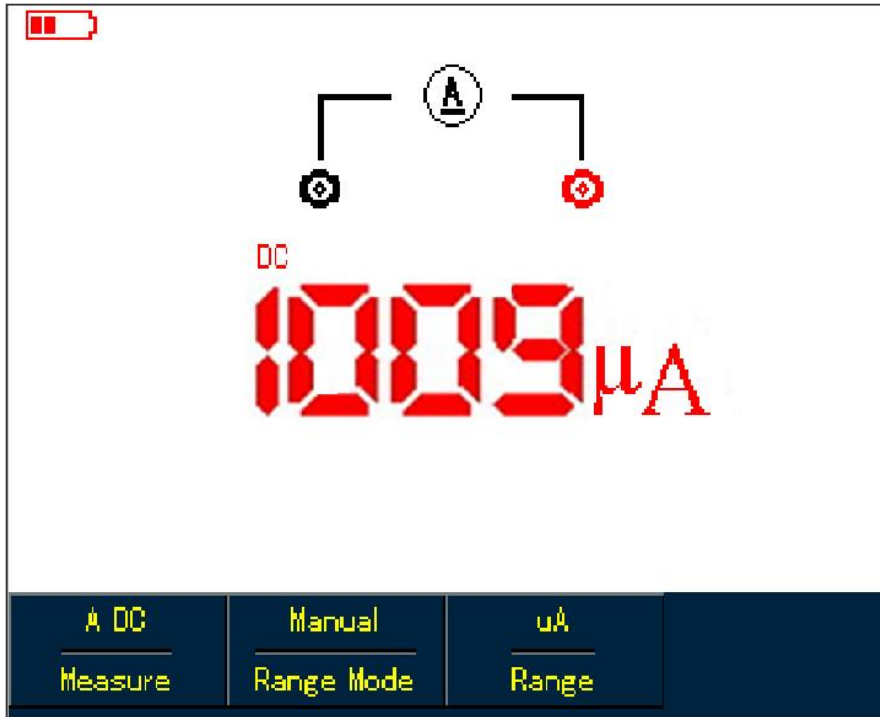 A
DC
1009μA
A DC Manual uA
Measure Range Mode Range